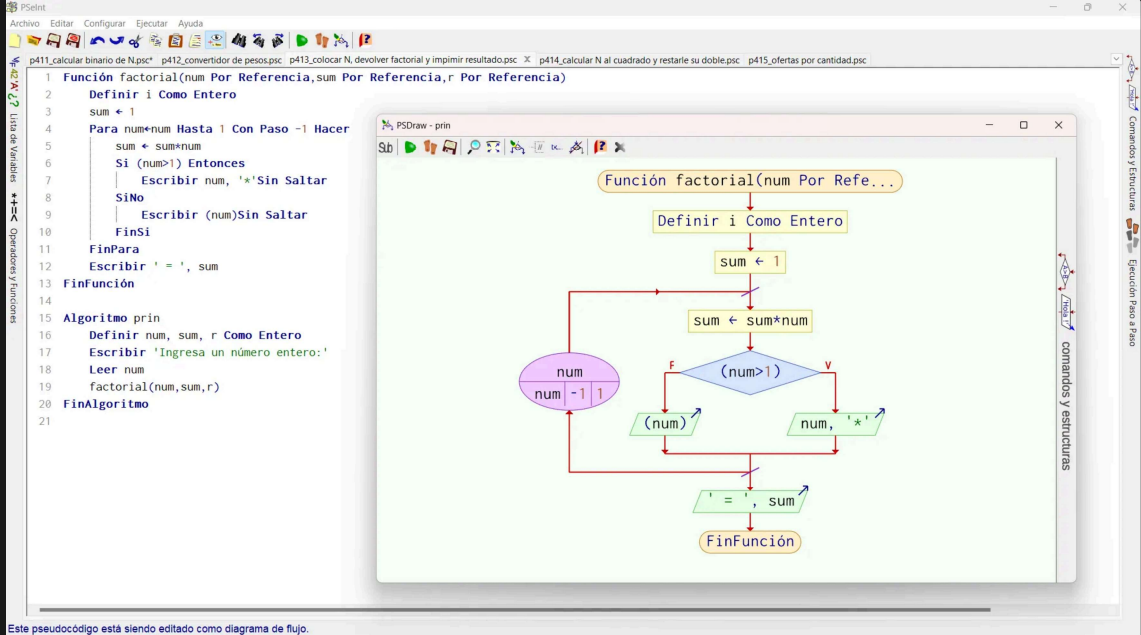 PSeInt
Archivo Editar Configurar Ejecutar Ayuda
p411_calcular binario de N.psc* p412_convertidor de pesos.psc p413_colocar N, devolver factorial y impimir resultado.psc X p414_calcular N al cuadrado y restarle su doble.psc p415_ofertas por cantidad.psc
Lista de Variables
Operadores y Funciones
1 Función factorial(num Por Referencia,sum Por Referencia,r Por Referencia)
2 Definir i Como Entero
3 sum ← 1
4 Para num←num Hasta 1 Con Paso -1 Hacer
5 sum ← sum*num
6 Si (num>1) Entonces
7 Escribir num, '*'Sin Saltar
8 SiNo
9 Escribir (num)Sin Saltar
10 FinSi
11 FinPara
12 Escribir ' = ', sum
13 FinFunción
14
15 Algoritmo prin
16 Definir num, sum, r Como Entero
17 Escribir 'Ingresa un número entero:'
18 Leer num
19 factorial(num,sum,r)
20 FinAlgoritmo
21
PSDraw - prin
Sub
Función factorial(num Por Refe...
Definir i Como Entero
sum ← 1
sum ← sum*num
num
num -1 1
F
(num>1)
V
(num)
num, '*'
' = ', sum
FinFunción
comandos y estructuras
Comandos y Estructuras
Ejecución Paso a Paso
Este pseudocódigo está siendo editado como diagrama de flujo.